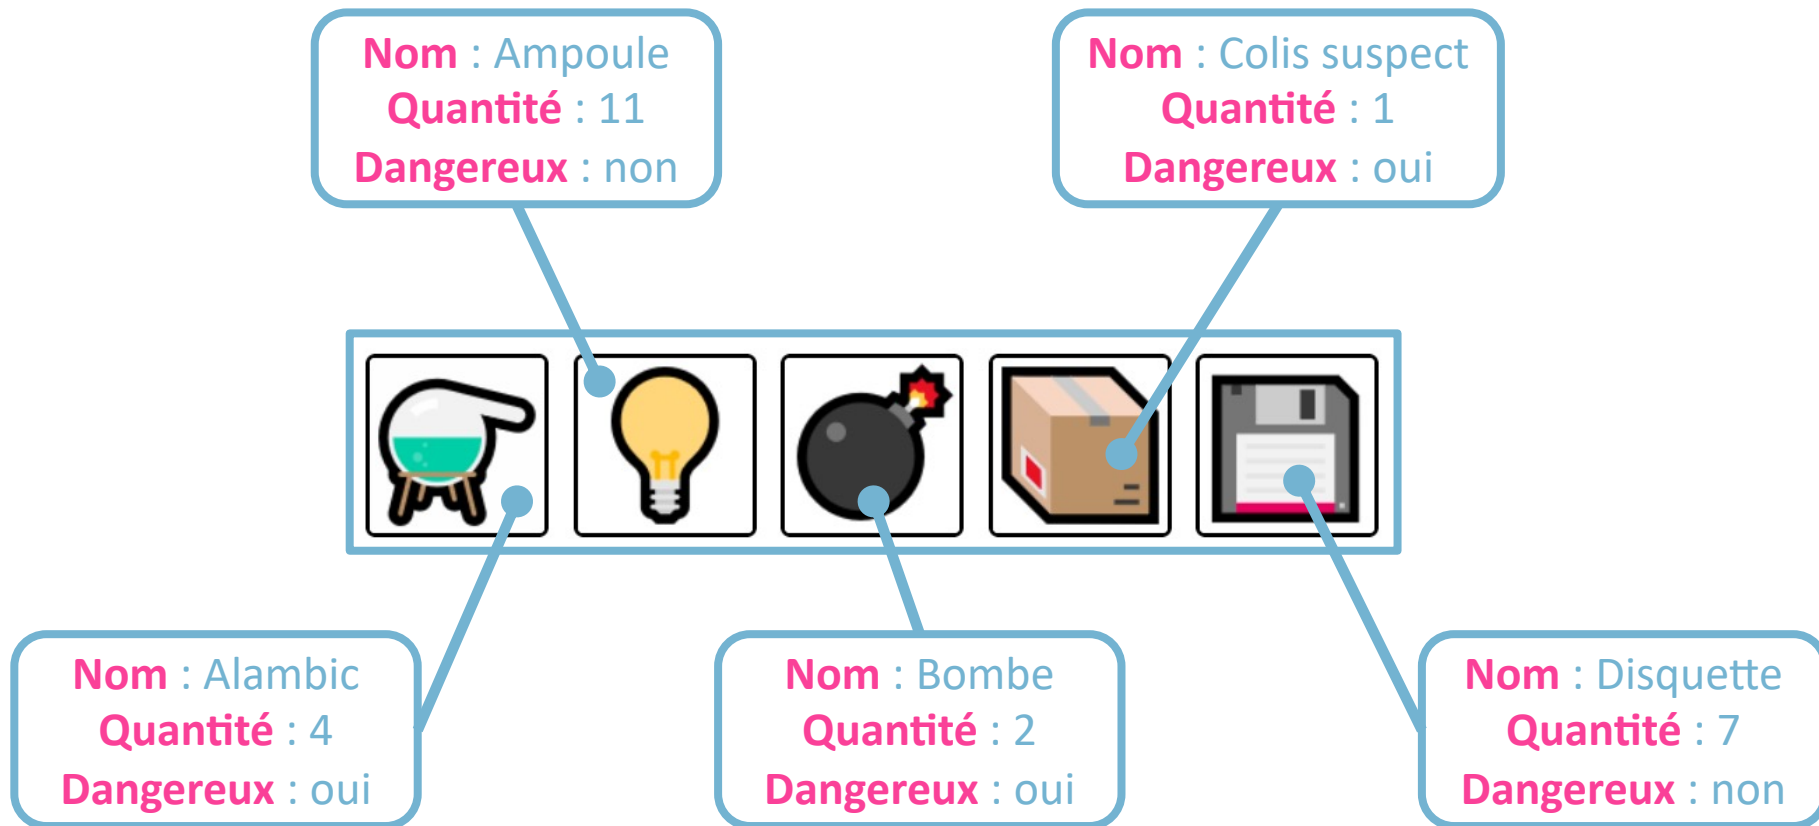 Nom : Ampoule
Quantité : 11
Dangereux : non
Nom : Colis suspect
Quantité : 1
Dangereux : oui
Nom : Alambic
Quantité : 4
Dangereux : oui
Nom : Bombe
Quantité : 2
Dangereux : oui
Nom : Disquette
Quantité : 7
Dangereux : non